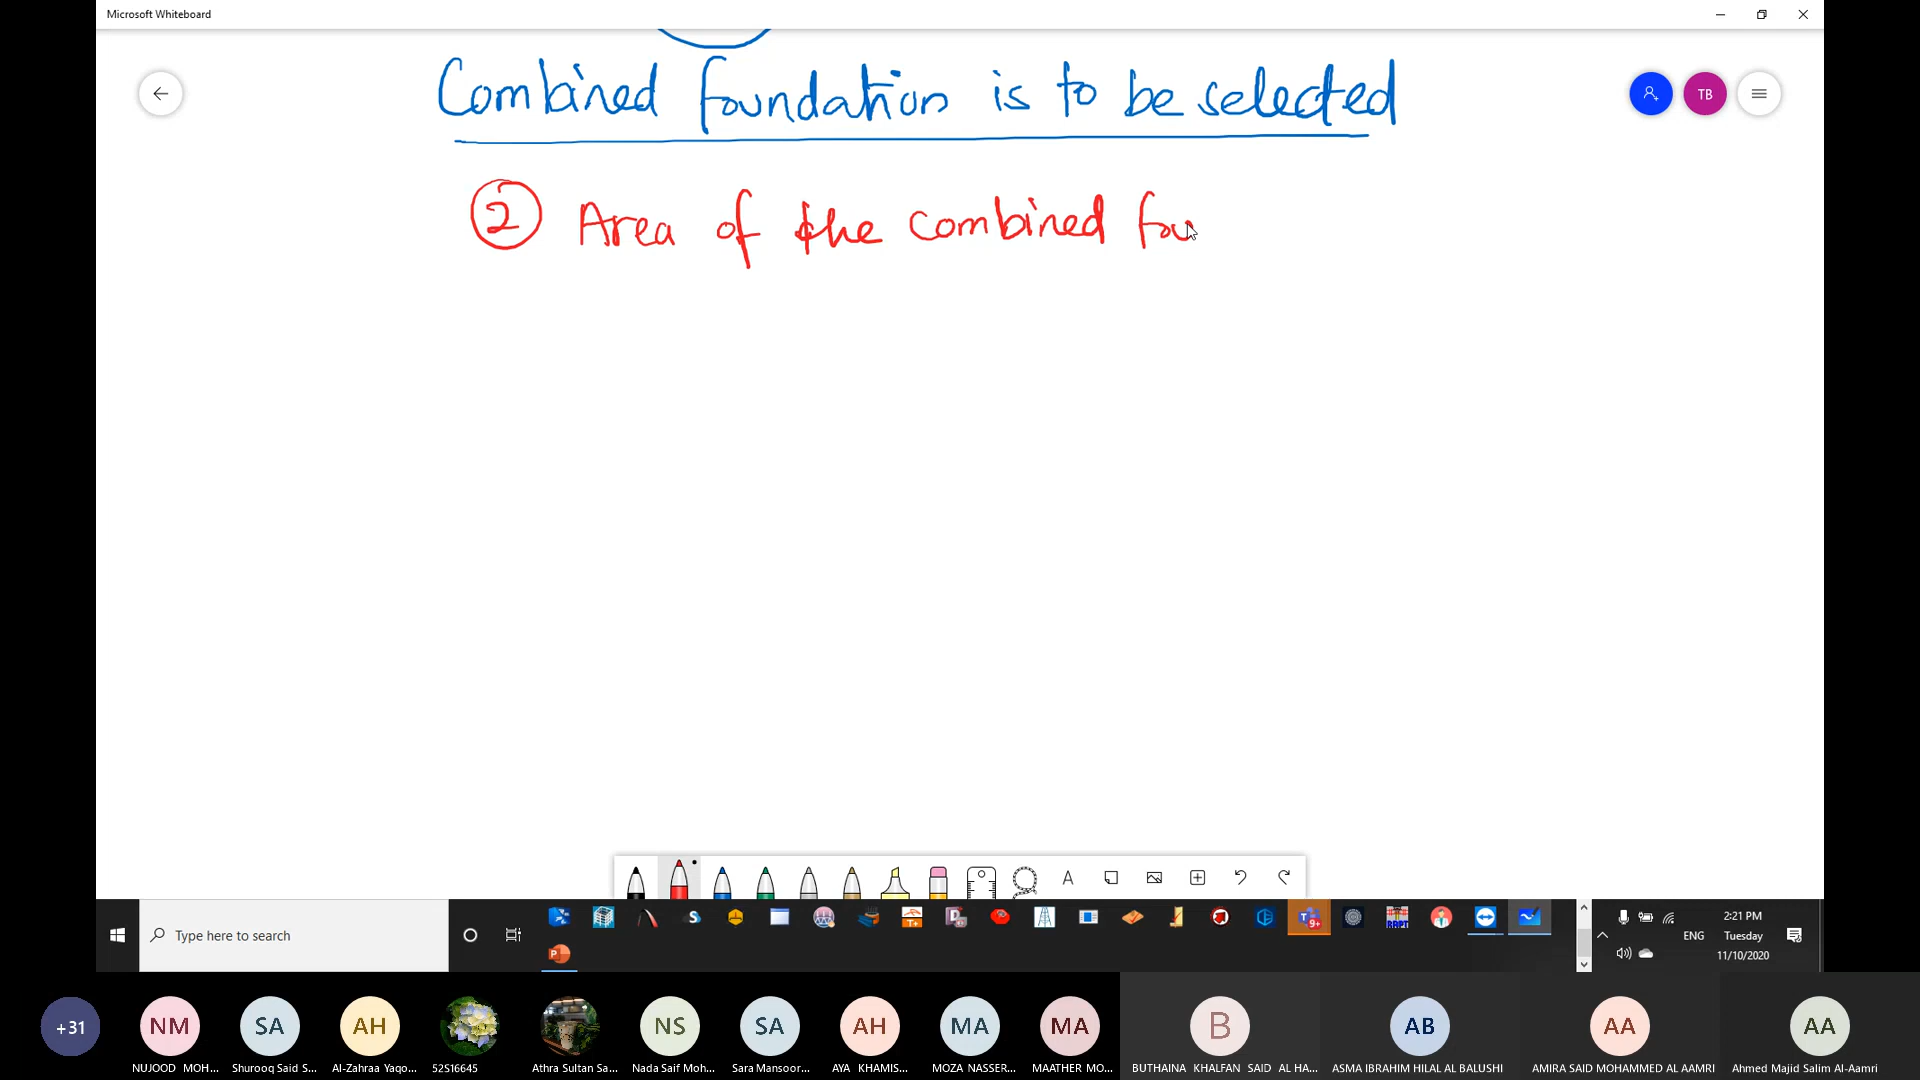 Microsoft Whiteboard
Combined foundation is to be selected
TB
2 Area of the combined fou
A
Type here to search
ENG
2:21 PM
Tuesday
11/10/2020
+31
NM
SA
AH
NS
SA
AH
MA
MA
B
AB
AA
AA
NUJOOD MOH...
Shurooq Said S...
Al-Zahraa Yaqo...
52S16645
Athra Sultan Sa...
Nada Saif Moh...
Sara Mansoor...
AYA KHAMIS...
MOZA NASSER...
MAATHER MO...
BUTHAINA KHALFAN SAID AL HA...
ASMA IBRAHIM HILAL AL BALUSHI
AMIRA SAID MOHAMMED AL AAMRI
Ahmed Majid Salim Al-Aamri